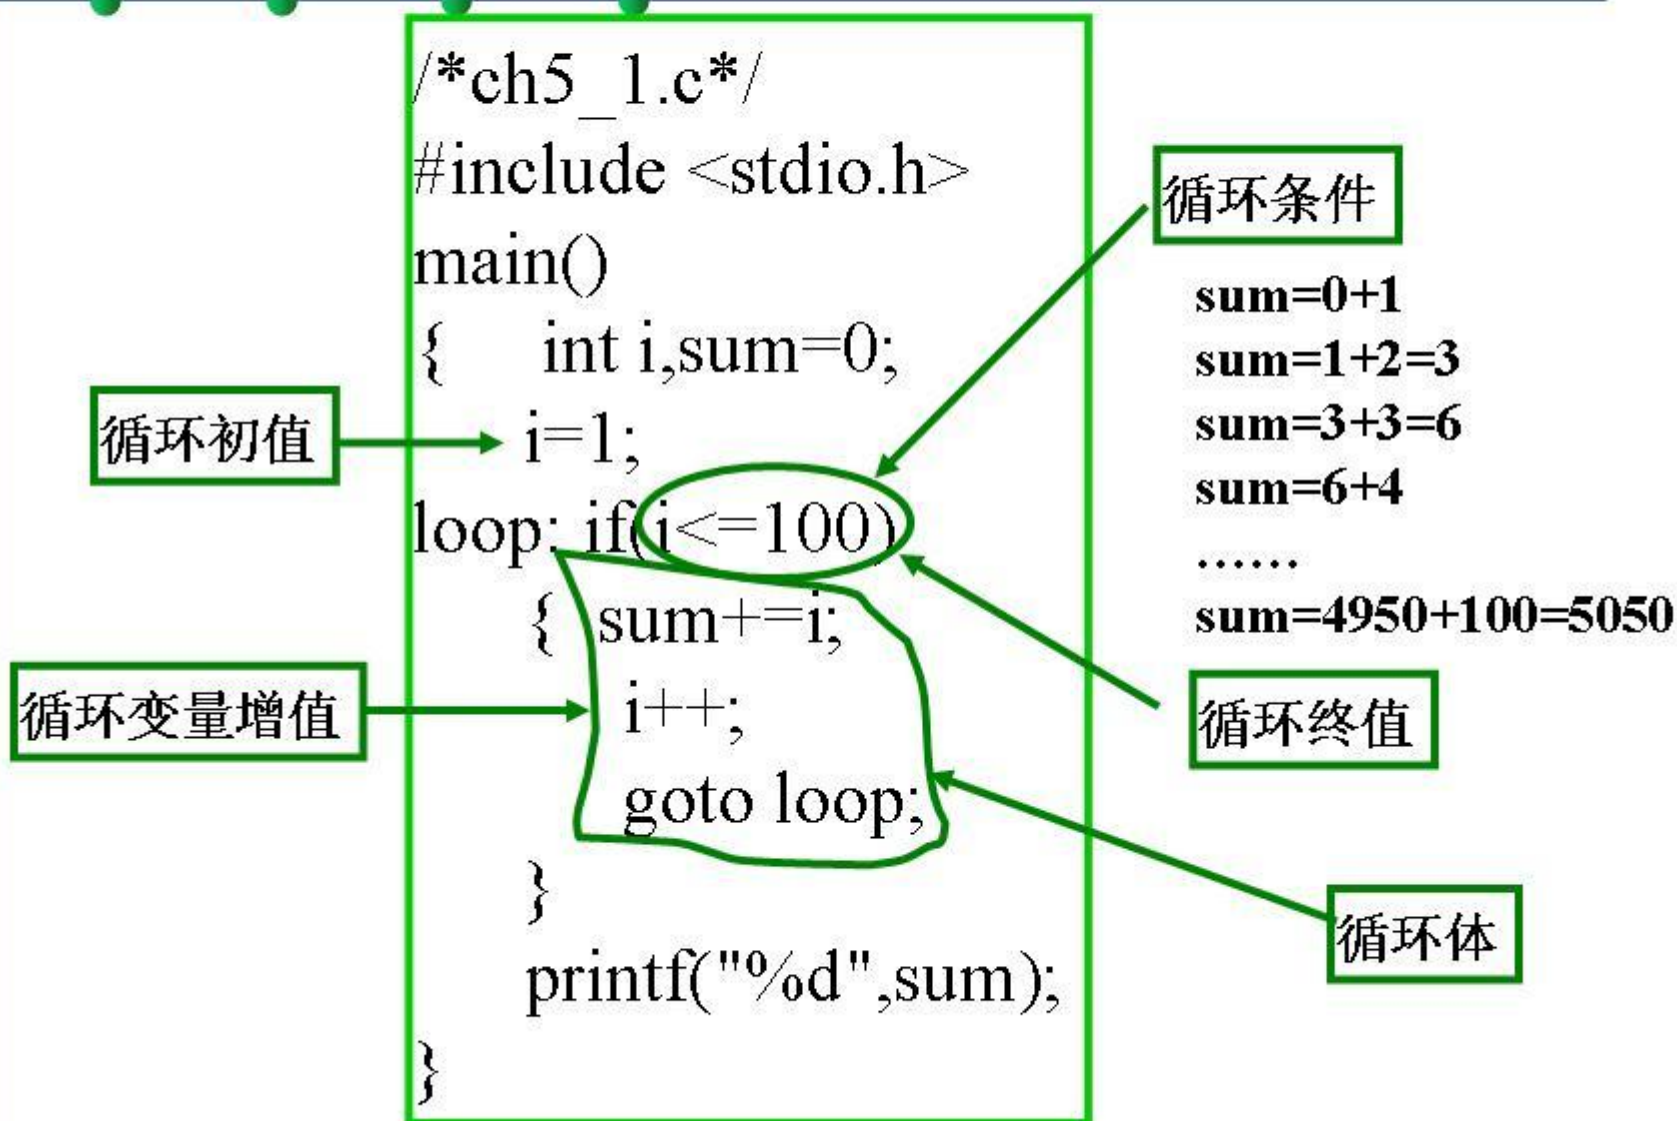 /*ch5_1.c*/
#include <stdio.h>
main()
{ int i,sum=0;
i=1;
loop: if(i<=100)
{ sum+=i;
i++;
goto loop;
}
printf("%d",sum);
}
循环初值
循环变量增值
循环条件
sum=0+1
sum=1+2=3
sum=3+3=6
sum=6+4
……
sum=4950+100=5050
循环终值
循环体